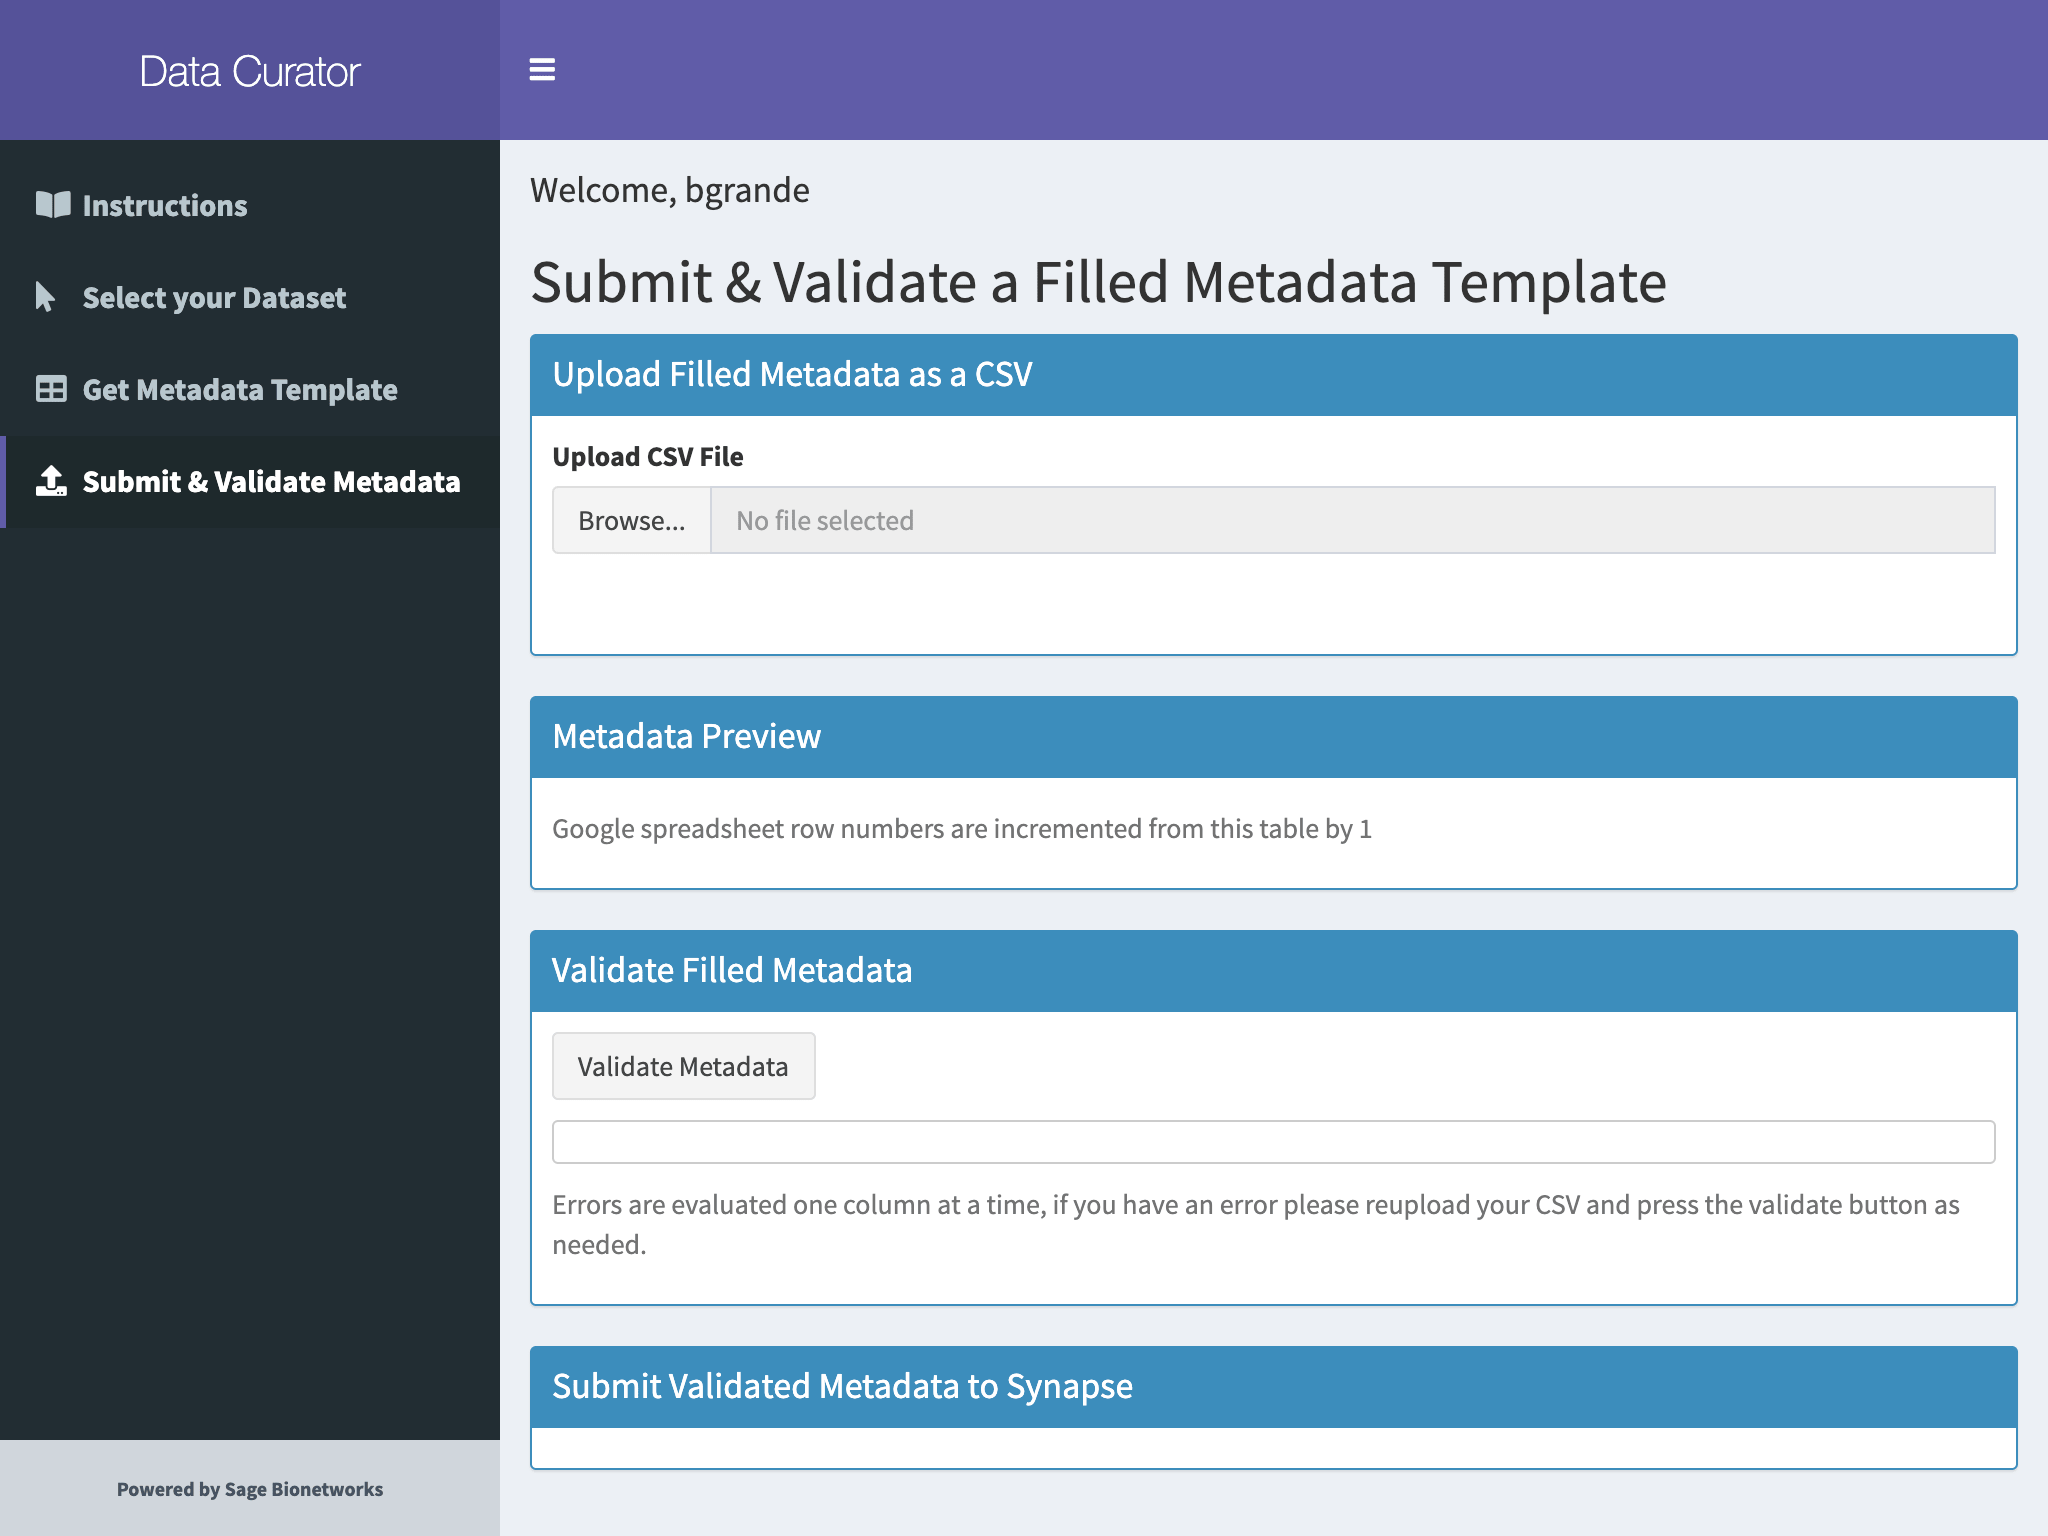 Data Curator
Instructions
Select your Dataset
Get Metadata Template
Submit & Validate Metadata
Powered by Sage Bionetworks
Welcome, bgrande
Submit & Validate a Filled Metadata Template
Upload Filled Metadata as a CSV
Upload CSV File
Browse... No file selected
Metadata Preview
Google spreadsheet row numbers are incremented from this table by 1
Validate Filled Metadata
Validate Metadata
Errors are evaluated one column at a time, if you have an error please reupload your CSV and press the validate button as
needed.
Submit Validated Metadata to Synapse